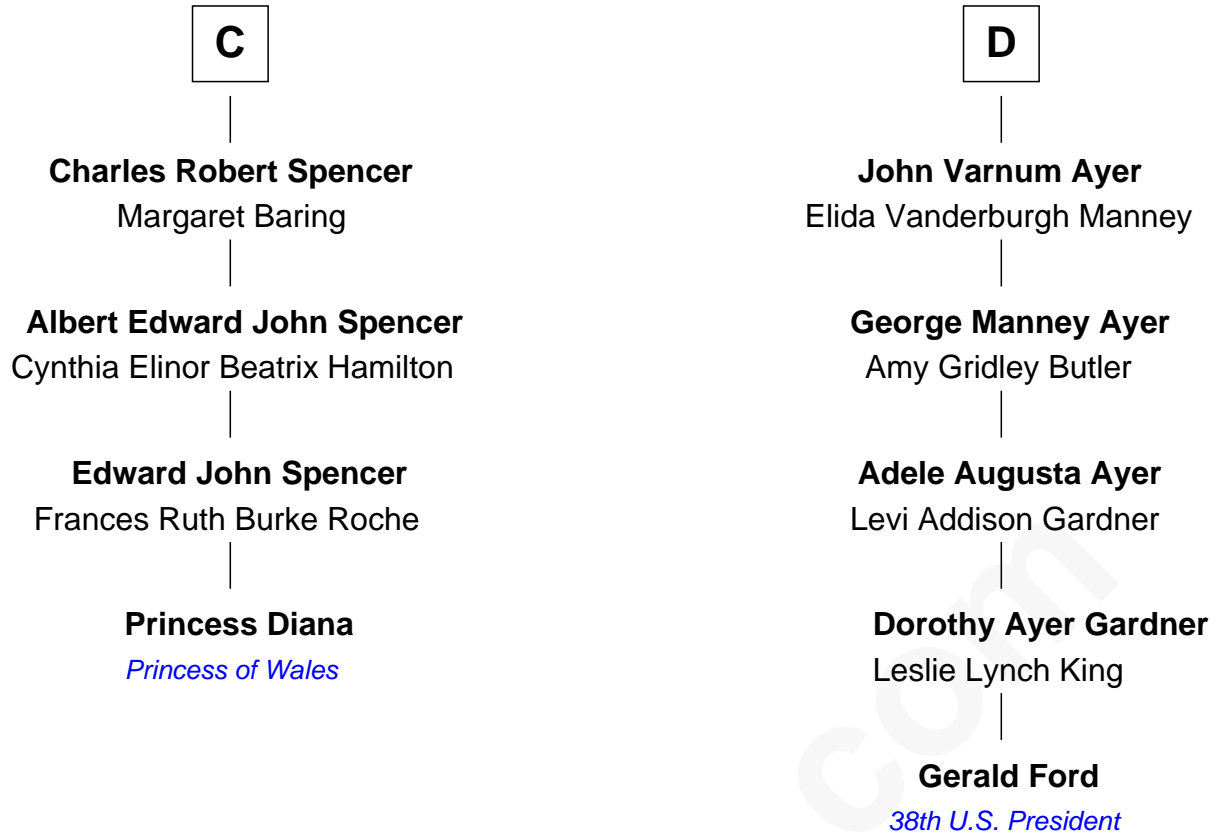 C
Charles Robert Spencer
Margaret Baring
Albert Edward John Spencer
Cynthia Elinor Beatrix Hamilton
Edward John Spencer
Frances Ruth Burke Roche
Princess Diana
Princess of Wales
D
John Varnum Ayer
Elida Vanderburgh Manney
George Manney Ayer
Amy Gridley Butler
Adele Augusta Ayer
Levi Addison Gardner
Dorothy Ayer Gardner
Leslie Lynch King
Gerald Ford
38th U.S. President
com